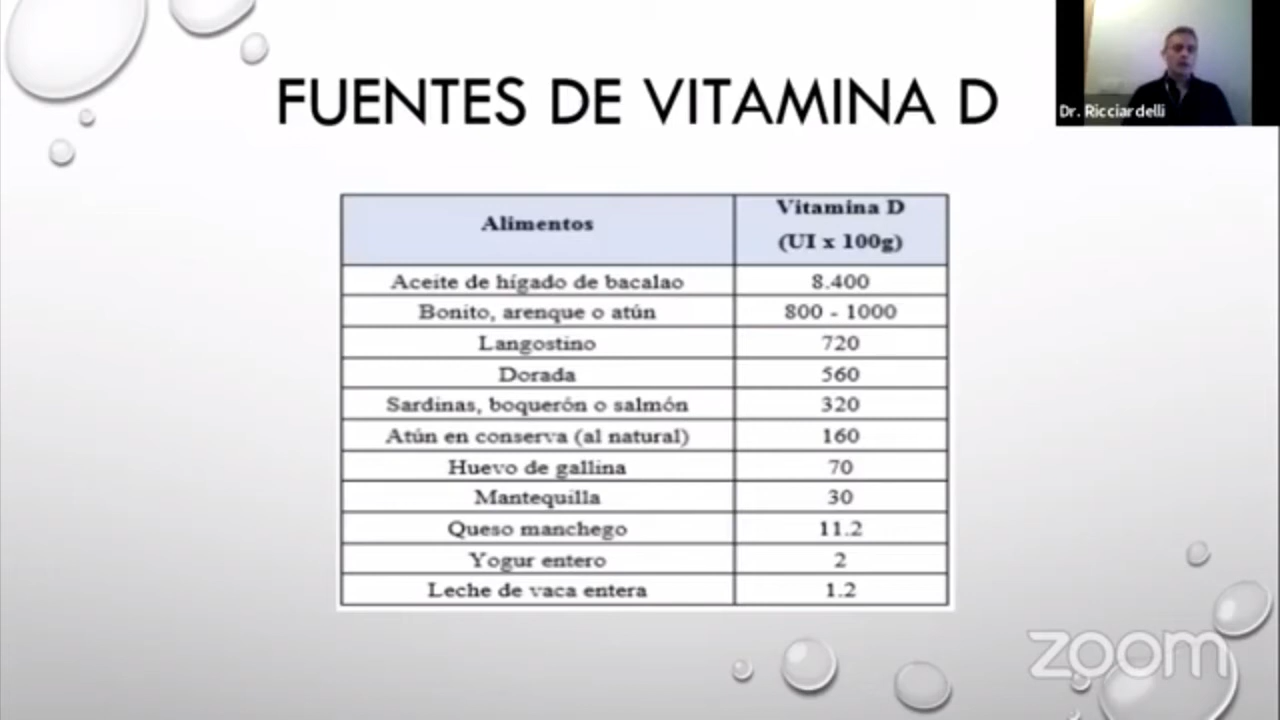 FUENTES DE VITAMINA D
Dr. Ricciardelli
Alimentos Vitamina D (UI x 100g)
Aceite de hígado de bacalao 8.400
Bonito, arenque o atún 800 - 1000
Langostino 720
Dorada 560
Sardinas, boquerón o salmón 320
Atún en conserva (al natural) 160
Huevo de gallina 70
Mantequilla 30
Queso manchego 11.2
Yogur entero 2
Leche de vaca entera 1.2
zoom